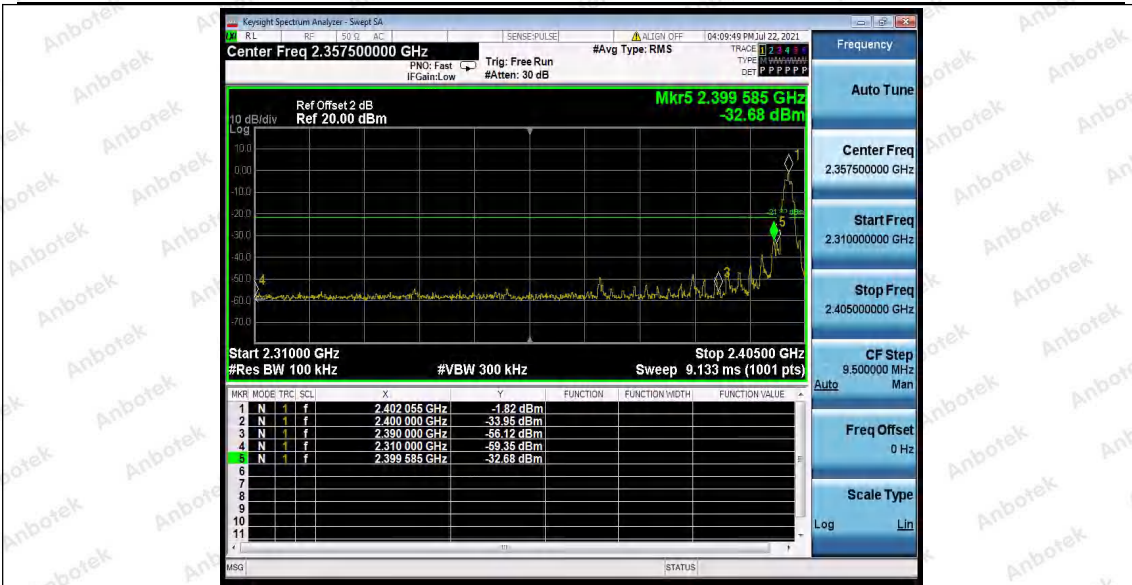 Keysight Spectrum Analyzer - Swept SA
RL RF 50 Ω AC SENSE:PULSE ALIGN OFF 04:09:49 PM Jul 22, 2021
Center Freq 2.357500000 GHz #Avg Type: RMS TRACE 1 2 3 4 5 6
PNO: Fast Trig: Free Run TYPE
IFGain:Low #Atten: 30 dB DET P P P P P P
Frequency
Auto Tune
Center Freq
2.357500000 GHz
Start Freq
2.310000000 GHz
Stop Freq
2.405000000 GHz
CF Step
9.500000 MHz
Auto Man
Freq Offset
0 Hz
Scale Type
Log Lin
Mkr5 2.399 585 GHz
-32.68 dBm
Ref Offset 2 dB
10 dB/div Ref 20.00 dBm
Log
10.0
0.00
-10.0
-20.0
-30.0
-40.0
-50.0
-60.0
-70.0
1
5
3
4
Start 2.31000 GHz Stop 2.40500 GHz
#Res BW 100 kHz #VBW 300 kHz Sweep 9.133 ms (1001 pts)
MKR MODE TRC SCL X Y FUNCTION FUNCTION WIDTH FUNCTION VALUE
1 N 1 f 2.402 055 GHz -1.82 dBm
2 N 1 f 2.400 000 GHz -33.95 dBm
3 N 1 f 2.390 000 GHz -56.12 dBm
4 N 1 f 2.310 000 GHz -59.35 dBm
5 N 1 f 2.399 585 GHz -32.68 dBm
6
7
8
9
10
11
MSG STATUS
Anbotek